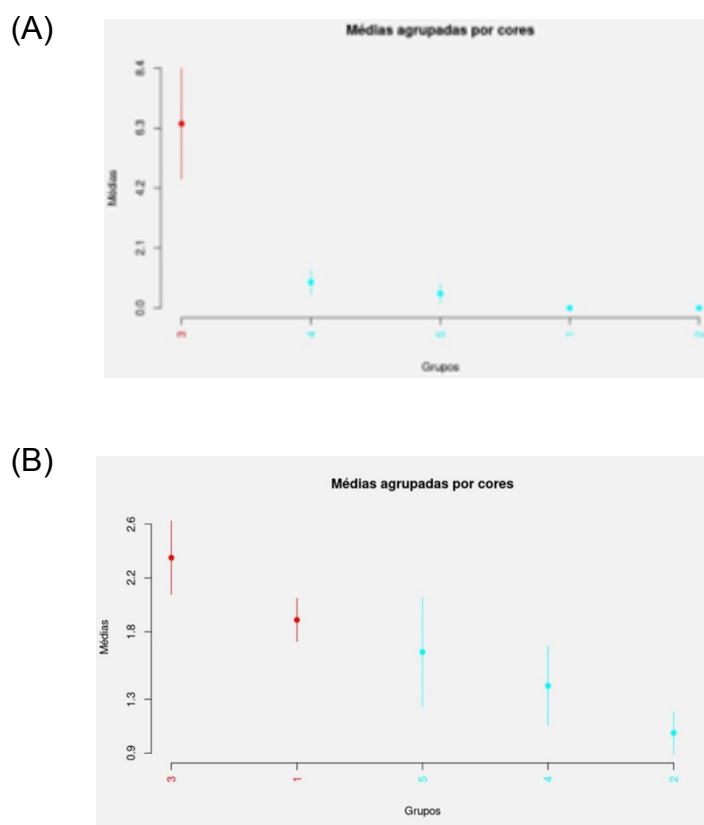 (A)
Médias agrupadas por cores
8.4
6.3
4.2
2.1
0.0
Médias
3
4
5
1
2
Grupos
(B)
Médias agrupadas por cores
2.6
2.2
1.8
1.3
0.9
Médias
3
1
5
4
2
Grupos